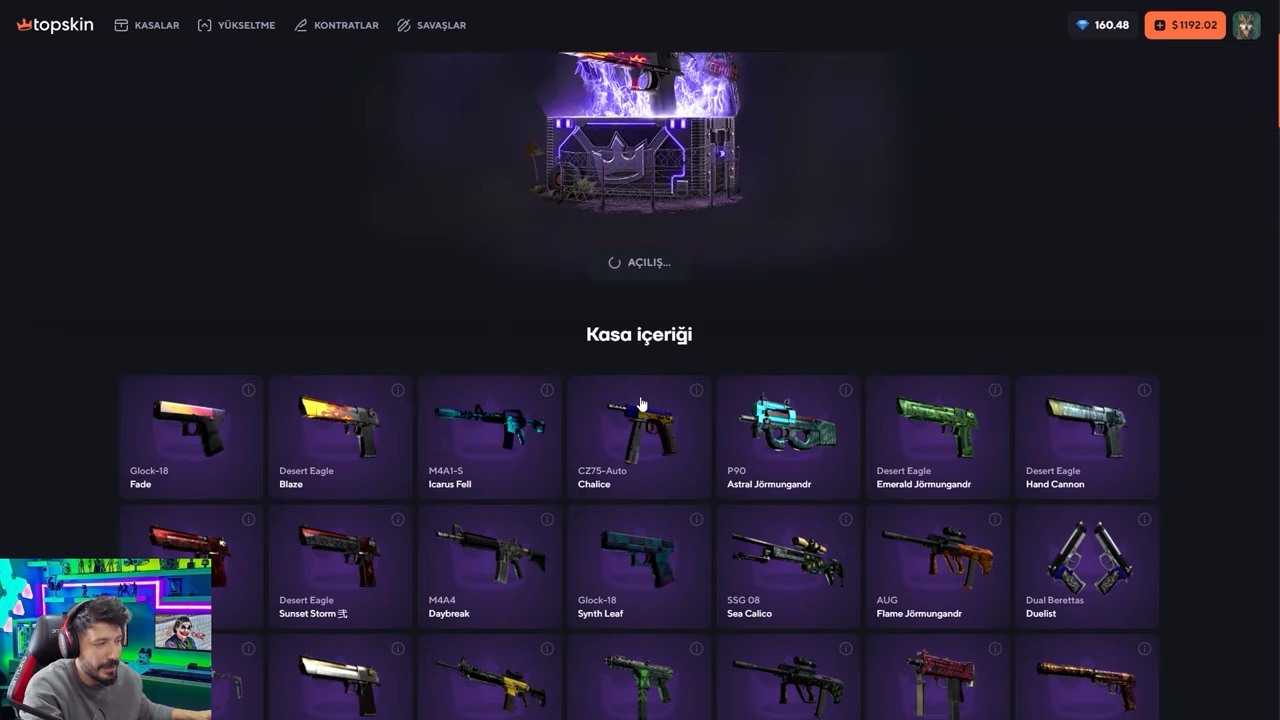 topskin
KASALAR
YÜKSELTME
KONTRATLAR
SAVAŞLAR
160.48
$1192.02
AÇILIŞ...
Kasa içeriği
Glock-18
Fade
Desert Eagle
Blaze
M4A1-S
Icarus Fell
CZ75-Auto
Chalice
P90
Astral Jörmungandr
Desert Eagle
Emerald Jörmungandr
Desert Eagle
Hand Cannon
Desert Eagle
Sunset Storm 弐
M4A4
Daybreak
Glock-18
Synth Leaf
SSG 08
Sea Calico
AUG
Flame Jörmungandr
Dual Berettas
Duelist